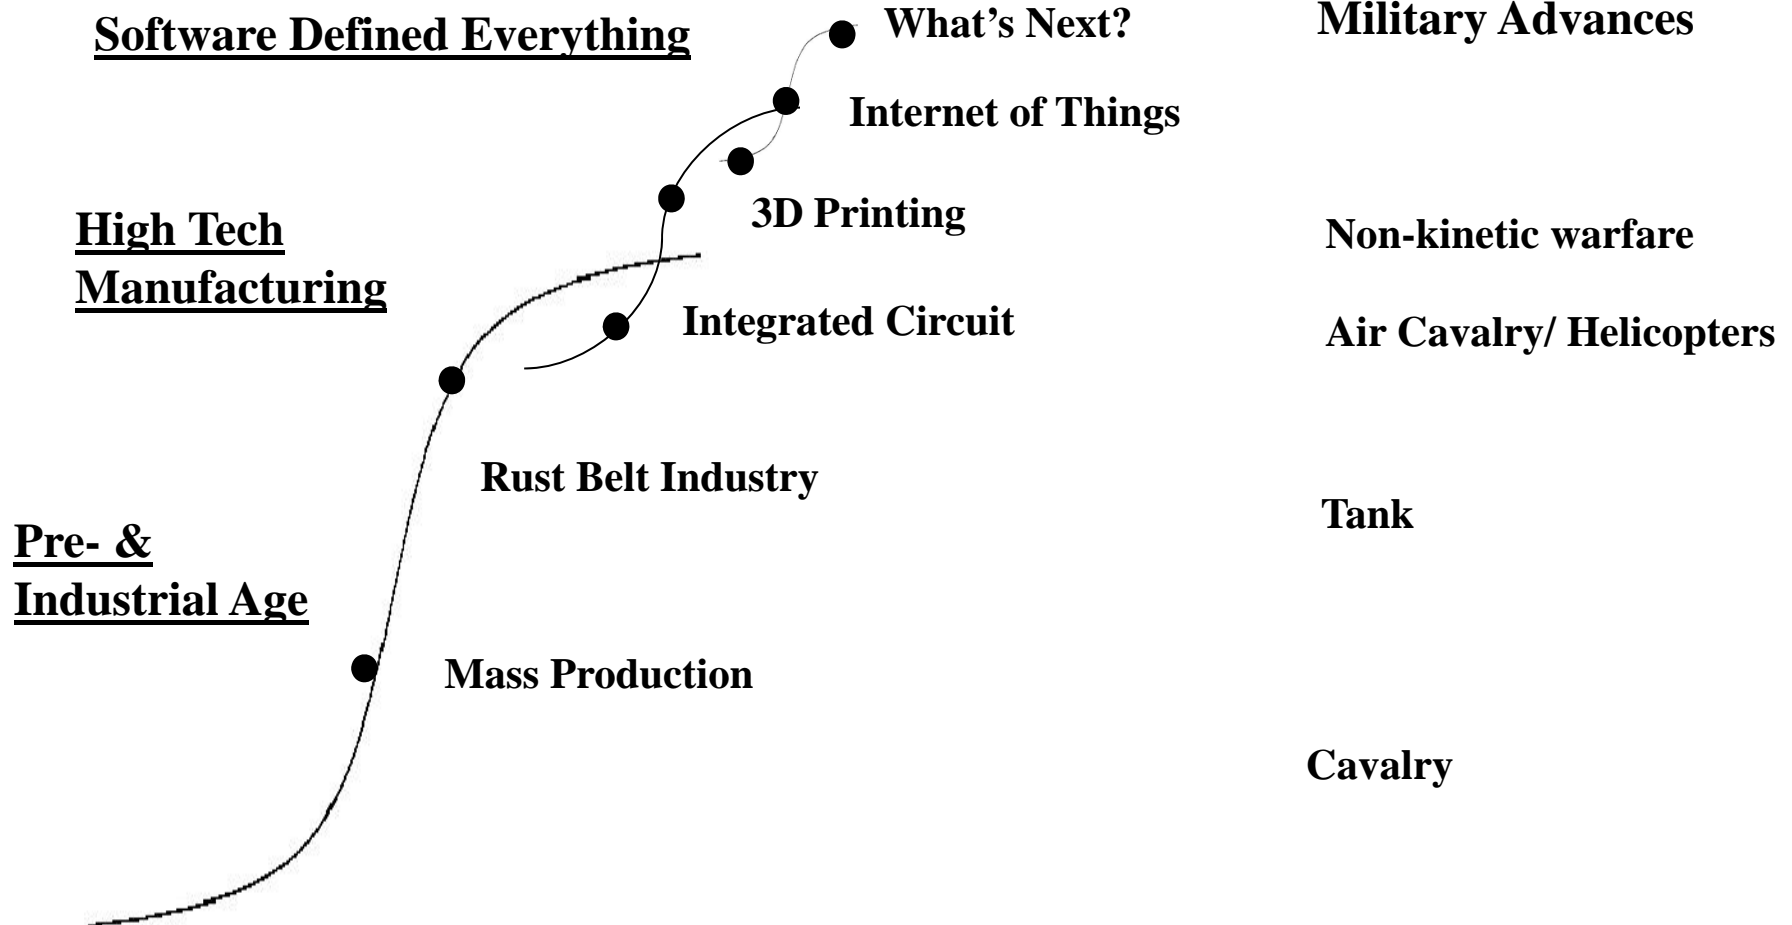 Software Defined Everything
What’s Next?
Military Advances
Internet of Things
3D Printing
High Tech
Manufacturing
Non-kinetic warfare
Integrated Circuit
Air Cavalry/ Helicopters
Rust Belt Industry
Tank
Pre- &
Industrial Age
Mass Production
Cavalry